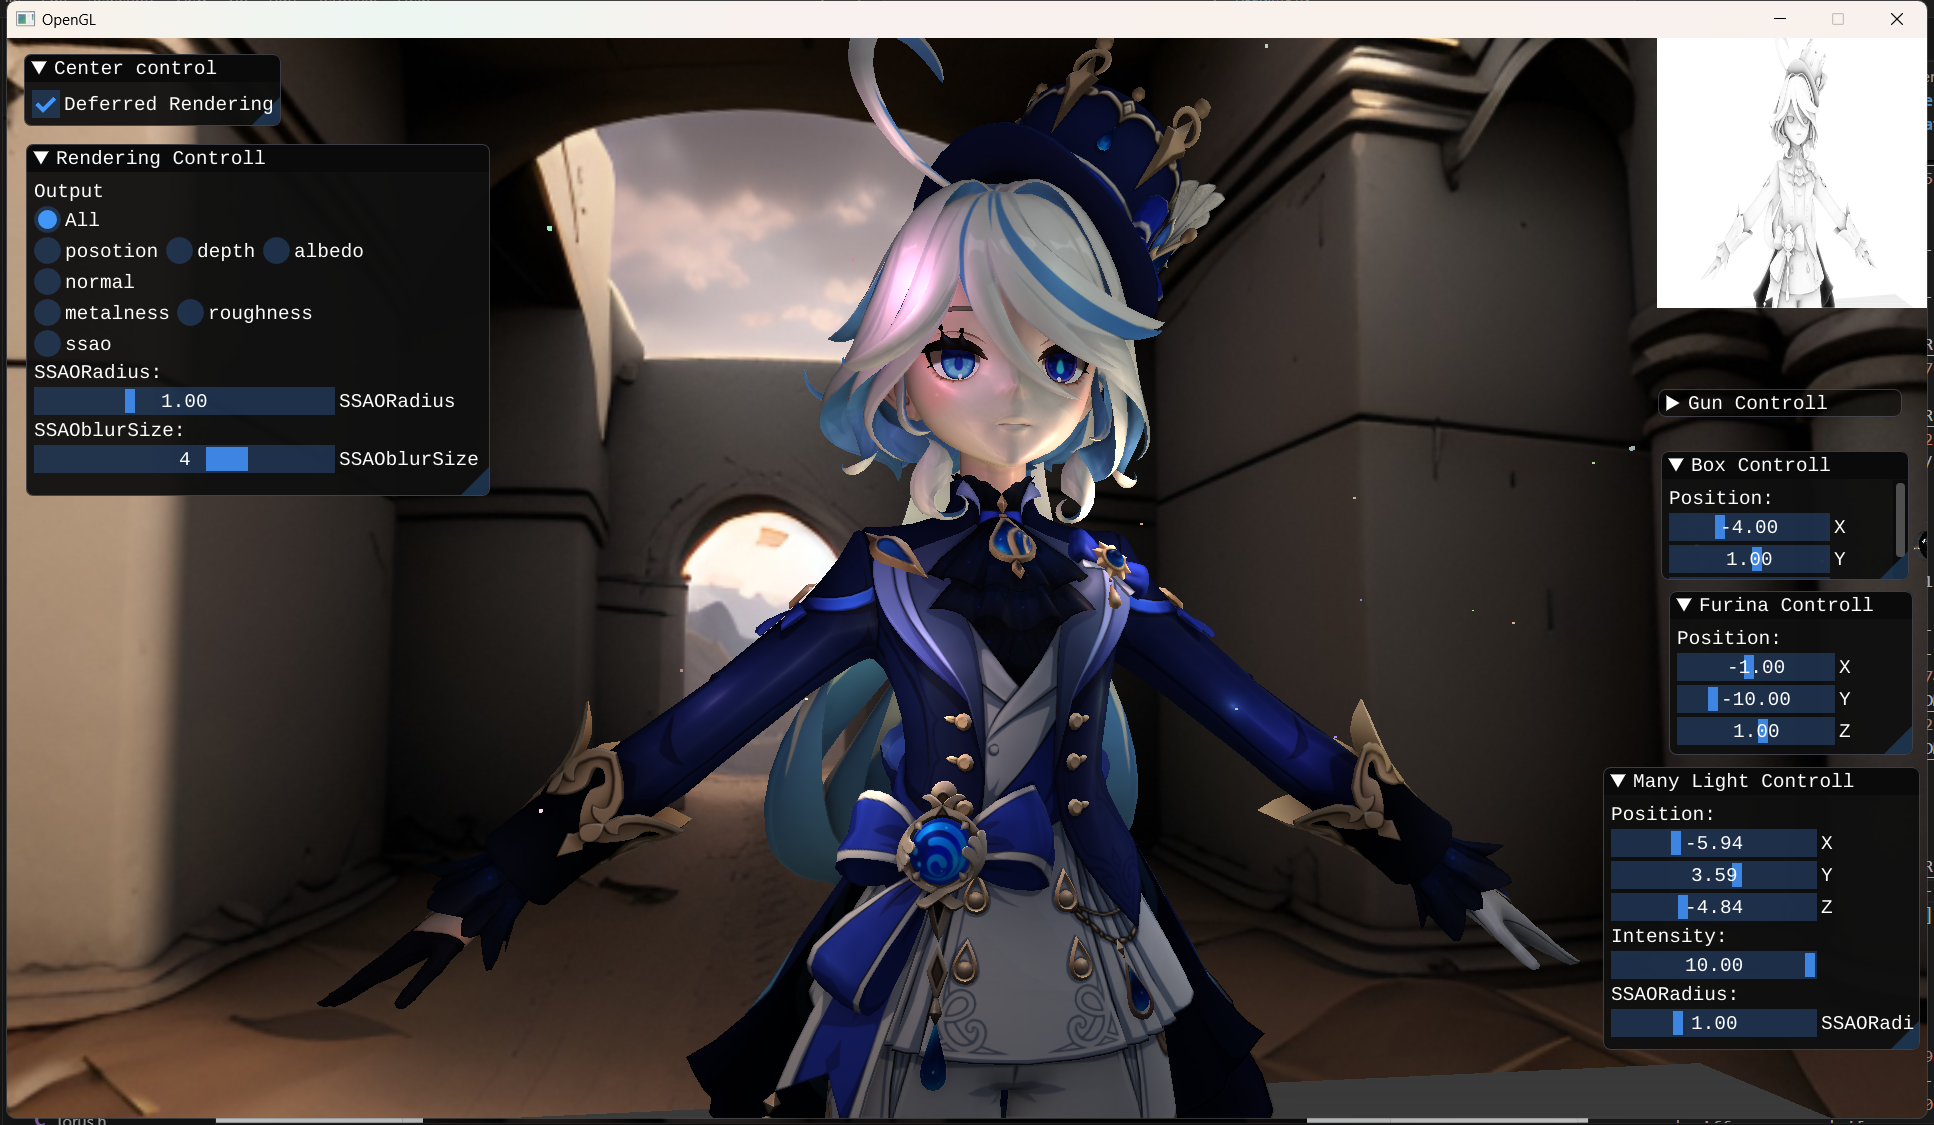 OpenGL
Center control
Deferred Rendering
Rendering Controll
Output
All
posotion depth albedo
normal
metalness roughness
ssao
SSAORadius:
1.00 SSAORadius
SSAOblurSize:
4 SSAOblurSize
Gun Controll
Box Controll
Position:
-4.00 X
1.00 Y
Furina Controll
Position:
-1.00 X
-10.00 Y
1.00 Z
Many Light Controll
Position:
-5.94 X
3.59 Y
-4.84 Z
Intensity:
10.00
SSAORadius:
1.00 SSAORadi